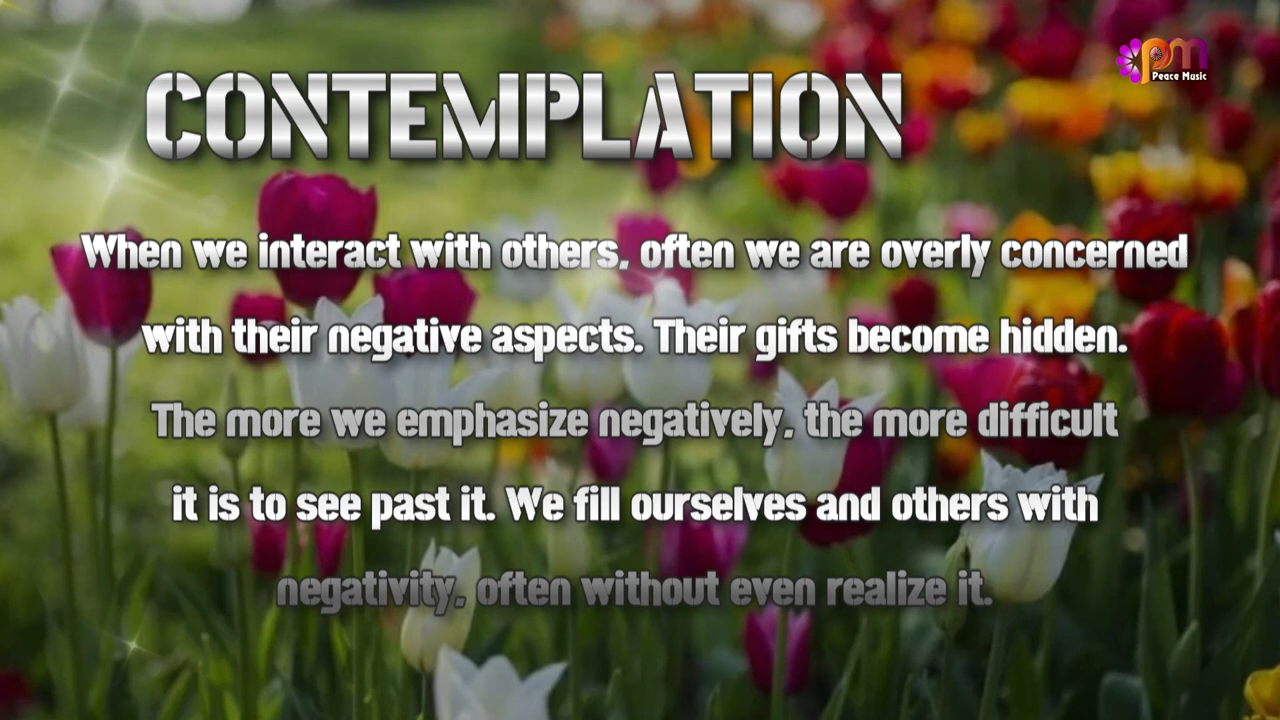 CONTEMPLATION
pm
Peace Music
When we interact with others, often we are overly concerned
with their negative aspects. Their gifts become hidden.
The more we emphasize negatively, the more difficult
it is to see past it. We fill ourselves and others with
negativity, often without even realize it.